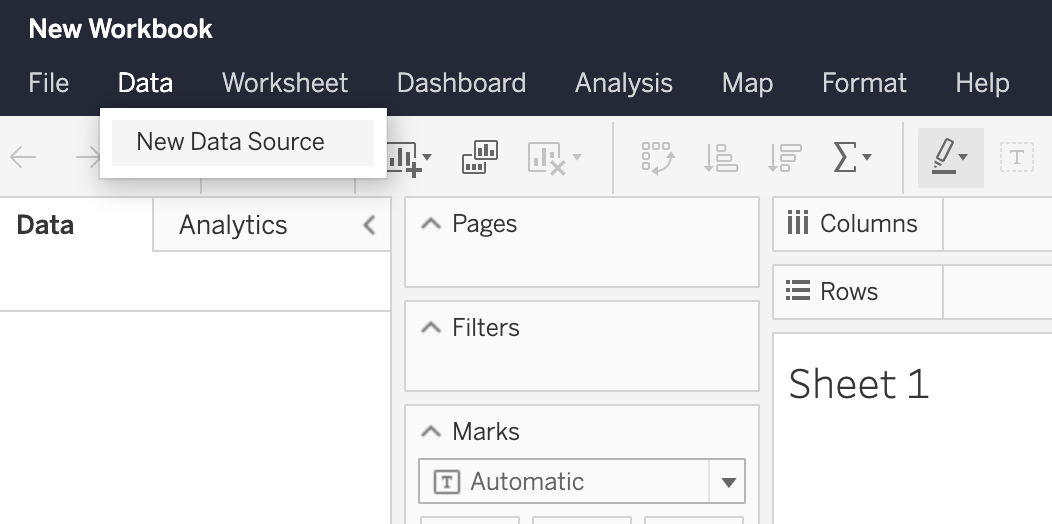 New Workbook
File Data Worksheet Dashboard Analysis Map Format Help
New Data Source
T
Data Analytics
Pages
Columns
Rows
Filters
Sheet 1
Marks
T Automatic